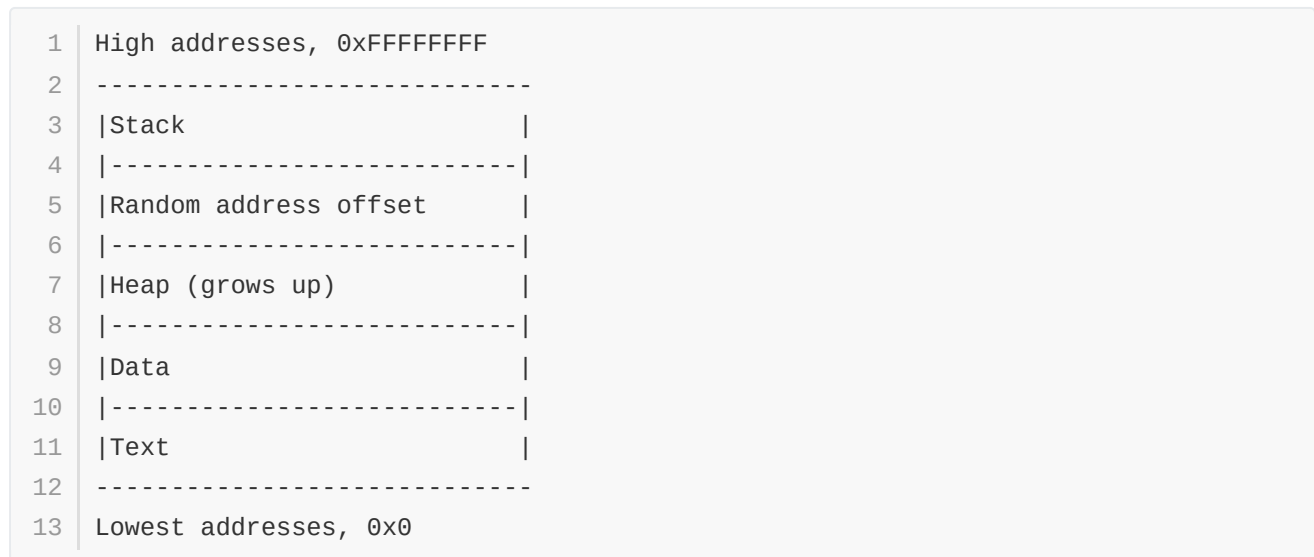 1 High addresses, 0xFFFFFFFF
2 -----------------------------
3 |Stack                      |
4 |---------------------------|
5 |Random address offset      |
6 |---------------------------|
7 |Heap (grows up)            |
8 |---------------------------|
9 |Data                       |
10 |---------------------------|
11 |Text                       |
12 -----------------------------
13 Lowest addresses, 0x0